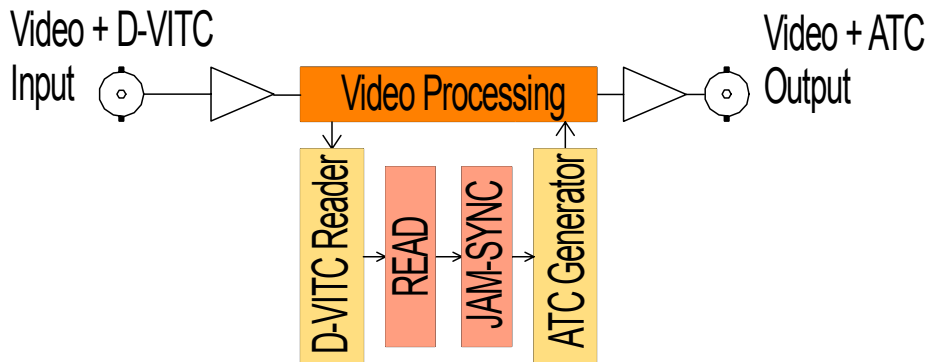 Video + D-VITC
Input
Video Processing
Video + ATC
Output
D-VITC Reader
READ
JAM-SYNC
ATC Generator